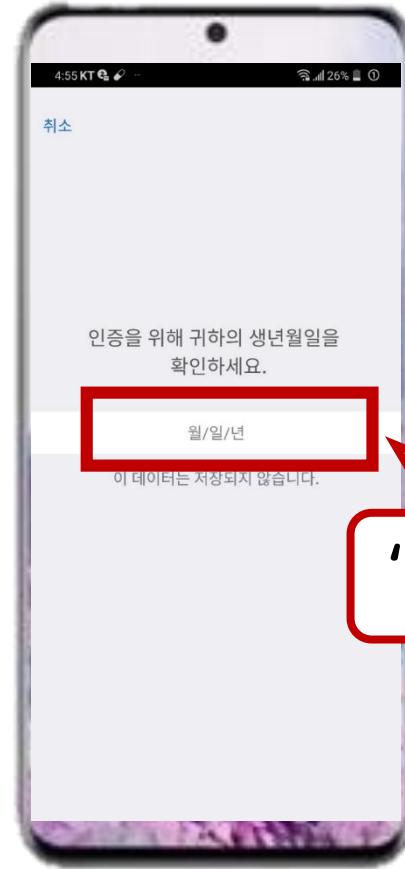 4:55 KT
26%
취소
인증을 위해 귀하의 생년월일을
확인하세요.
월/일/년
이 데이터는 저장되지 않습니다.
"